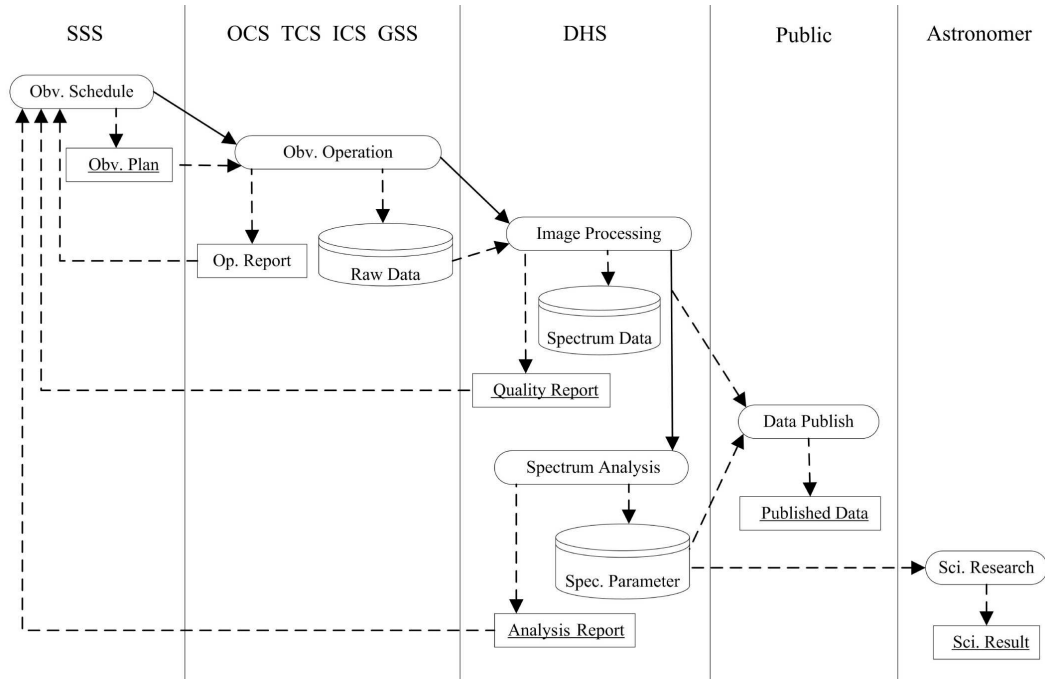 SSS
OCS TCS ICS GSS
DHS
Public
Astronomer
Obv. Schedule
Obv. Plan
Obv. Operation
Op. Report
Raw Data
Image Processing
Spectrum Data
Quality Report
Data Publish
Spectrum Analysis
Published Data
Spec. Parameter
Sci. Research
Analysis Report
Sci. Result